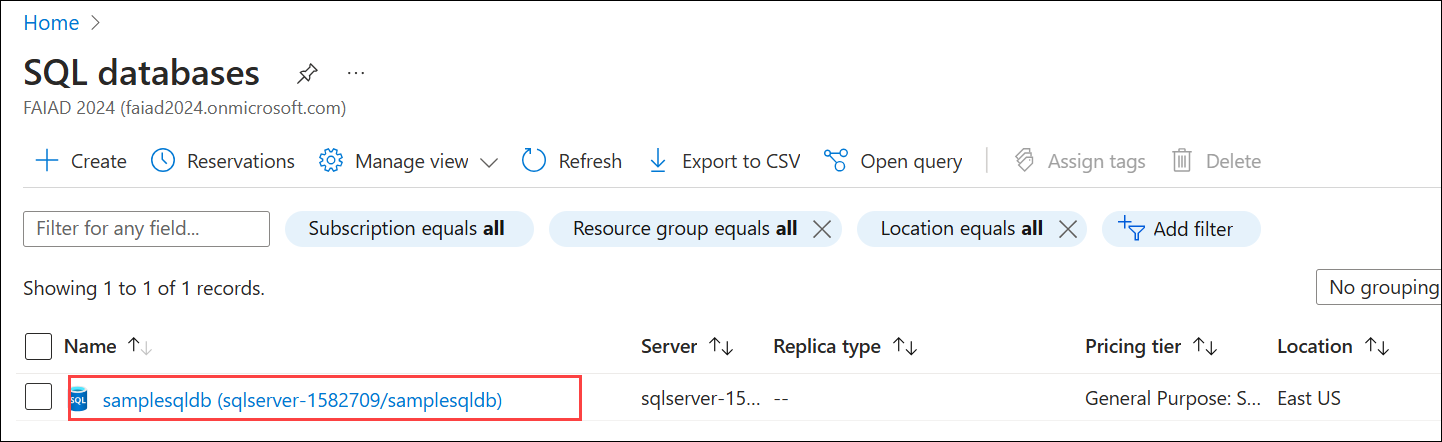 Home >
SQL databases ...
FAIAD 2024 (faiad2024.onmicrosoft.com)
Create Reservations Manage view Refresh Export to CSV Open query Assign tags Delete
Filter for any field... Subscription equals all Resource group equals all Location equals all Add filter
Showing 1 to 1 of 1 records. No grouping
Name Server Replica type Pricing tier Location
SQL samplesqldb (sqlserver-1582709/samplesqldb) sqlserver-15... -- General Purpose: S... East US